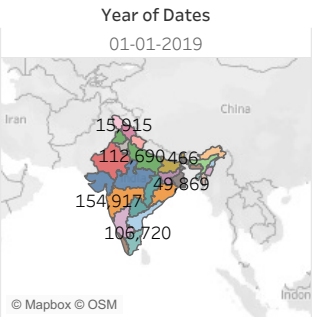 Year of Dates
01-01-2019
Iran
China
15,915
112,690
466
49,869
154,917
106,720
Indon
© Mapbox © OSM